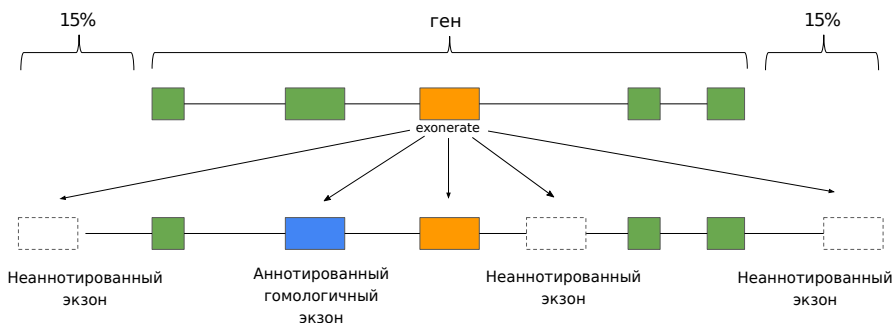 15%
ген
15%
exonerate
Неаннотированный
экзон
Аннотированный
гомологичный
экзон
Неаннотированный
экзон
Неаннотированный
экзон